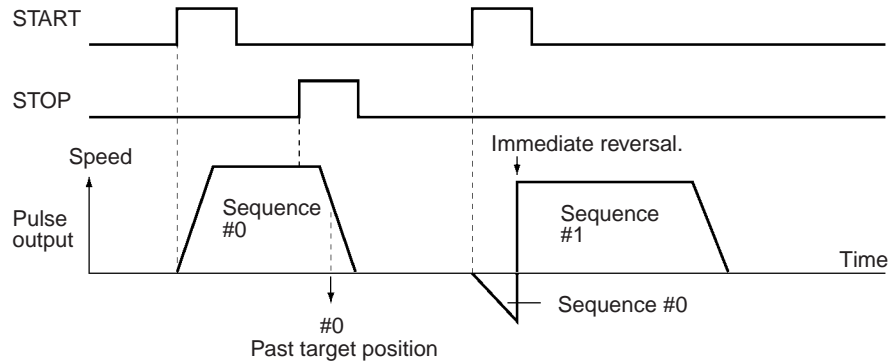 START
STOP
Immediate reversal.
Speed
Pulse
output
Sequence
#0
Sequence
#1
Time
Sequence #0
#0
Past target position